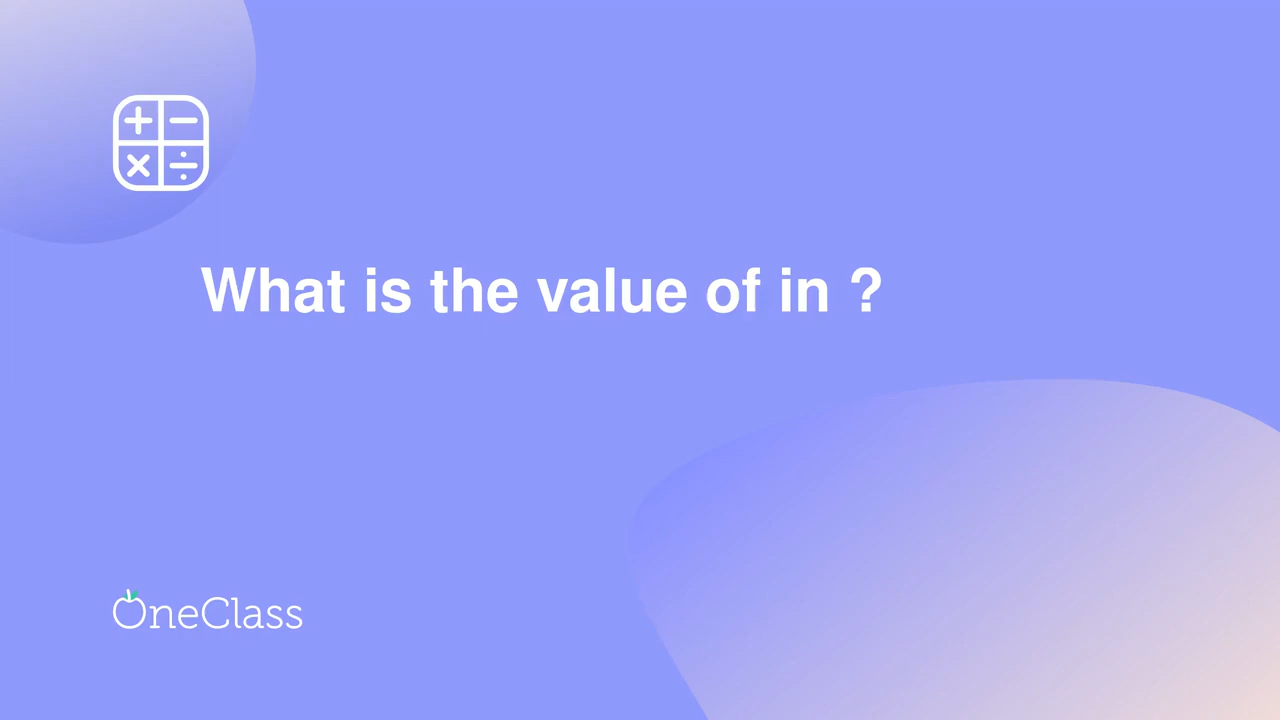 What is the value of in ?
OneClass